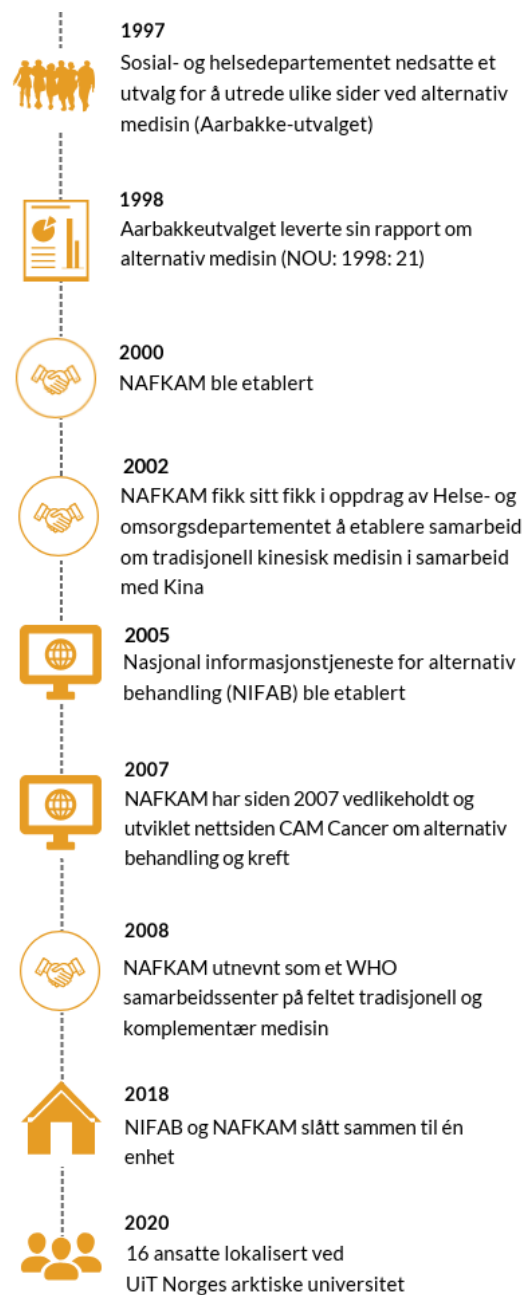 1997
Sosial- og helsedepartementet nedsatte et
utvalg for å utrede ulike sider ved alternativ
medisin (Aarbakke-utvalget)
1998
Aarbakkeutvalget leverte sin rapport om
alternativ medisin (NOU: 1998: 21)
2000
NAFKAM ble etablert
2002
NAFKAM fikk sitt fikk i oppdrag av Helse- og
omsorgsdepartementet å etablere samarbeid
om tradisjonell kinesisk medisin i samarbeid
med Kina
2005
Nasjonal informasjonstjeneste for alternativ
behandling (NIFAB) ble etablert
2007
NAFKAM har siden 2007 vedlikeholdt og
utviklet nettsiden CAM Cancer om alternativ
behandling og kreft
2008
NAFKAM utnevnt som et WHO
samarbeidssenter på feltet tradisjonell og
komplementær medisin
2018
NIFAB og NAFKAM slått sammen til én
enhet
2020
16 ansatte lokalisert ved
UiT Norges arktiske universitet